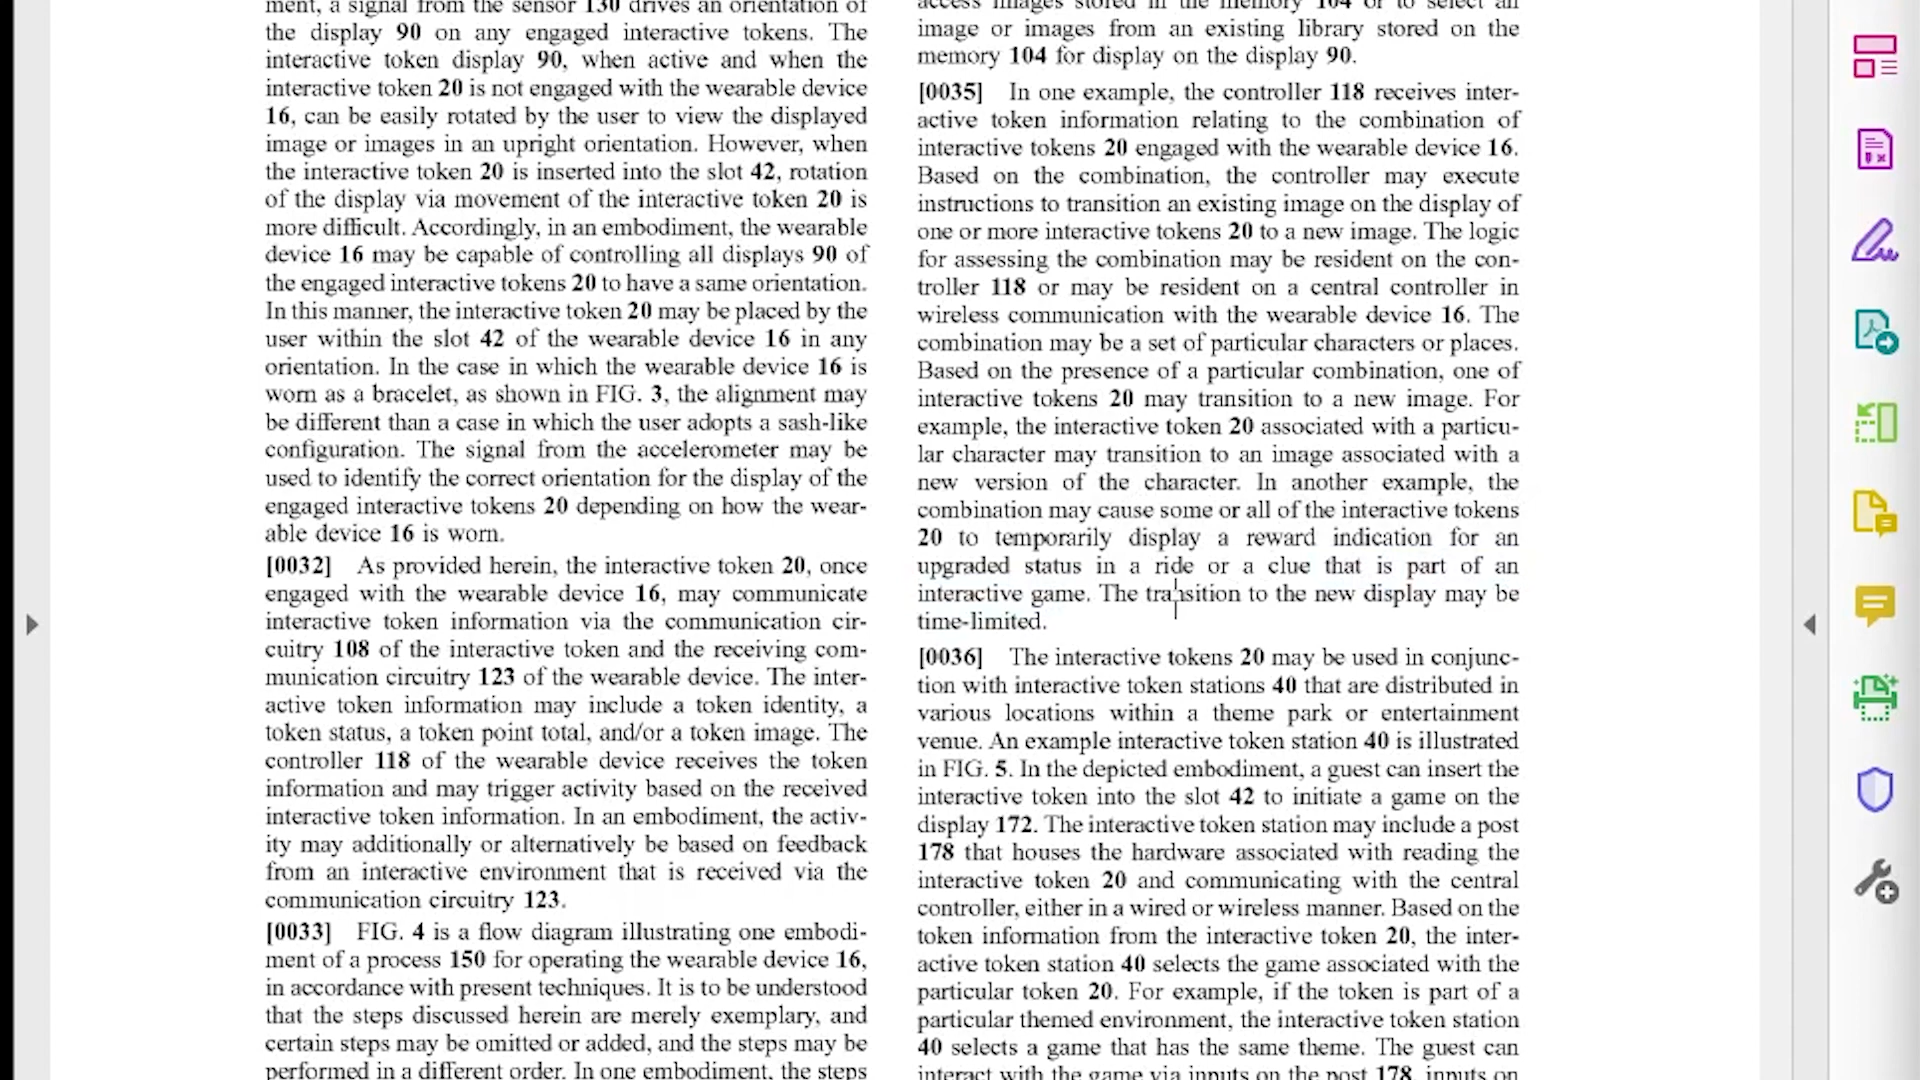 ment, a signal from the sensor 130 drives an orientation of
the display 90 on any engaged interactive tokens. The
interactive token display 90, when active and when the
interactive token 20 is not engaged with the wearable device
16, can be easily rotated by the user to view the displayed
image or images in an upright orientation. However, when
the interactive token 20 is inserted into the slot 42, rotation
of the display via movement of the interactive token 20 is
more difficult. Accordingly, in an embodiment, the wearable
device 16 may be capable of controlling all displays 90 of
the engaged interactive tokens 20 to have a same orientation.
In this manner, the interactive token 20 may be placed by the
user within the slot 42 of the wearable device 16 in any
orientation. In the case in which the wearable device 16 is
worn as a bracelet, as shown in FIG. 3, the alignment may
be different than a case in which the user adopts a sash-like
configuration. The signal from the accelerometer may be
used to identify the correct orientation for the display of the
engaged interactive tokens 20 depending on how the wear-
able device 16 is worn.
[0032] As provided herein, the interactive token 20, once
engaged with the wearable device 16, may communicate
interactive token information via the communication cir-
cuitry 108 of the interactive token and the receiving com-
munication circuitry 123 of the wearable device. The inter-
active token information may include a token identity, a
token status, a token point total, and/or a token image. The
controller 118 of the wearable device receives the token
information and may trigger activity based on the received
interactive token information. In an embodiment, the activ-
ity may additionally or alternatively be based on feedback
from an interactive environment that is received via the
communication circuitry 123.
[0033] FIG. 4 is a flow diagram illustrating one embodi-
ment of a process 150 for operating the wearable device 16,
in accordance with present techniques. It is to be understood
that the steps discussed herein are merely exemplary, and
certain steps may be omitted or added, and the steps may be
performed in a different order. In one embodiment, the steps
access images stored in the memory 104 or to select an
image or images from an existing library stored on the
memory 104 for display on the display 90.
[0035] In one example, the controller 118 receives inter-
active token information relating to the combination of
interactive tokens 20 engaged with the wearable device 16.
Based on the combination, the controller may execute
instructions to transition an existing image on the display of
one or more interactive tokens 20 to a new image. The logic
for assessing the combination may be resident on the con-
troller 118 or may be resident on a central controller in
wireless communication with the wearable device 16. The
combination may be a set of particular characters or places.
Based on the presence of a particular combination, one of
interactive tokens 20 may transition to a new image. For
example, the interactive token 20 associated with a particu-
lar character may transition to an image associated with a
new version of the character. In another example, the
combination may cause some or all of the interactive tokens
20 to temporarily display a reward indication for an
upgraded status in a ride or a clue that is part of an
interactive game. The transition to the new display may be
time-limited.
[0036] The interactive tokens 20 may be used in conjunc-
tion with interactive token stations 40 that are distributed in
various locations within a theme park or entertainment
venue. An example interactive token station 40 is illustrated
in FIG. 5. In the depicted embodiment, a guest can insert the
interactive token into the slot 42 to initiate a game on the
display 172. The interactive token station may include a post
178 that houses the hardware associated with reading the
interactive token 20 and communicating with the central
controller, either in a wired or wireless manner. Based on the
token information from the interactive token 20, the inter-
active token station 40 selects the game associated with the
particular token 20. For example, if the token is part of a
particular themed environment, the interactive token station
40 selects a game that has the same theme. The guest can
interact with the game via inputs on the post 178, inputs on